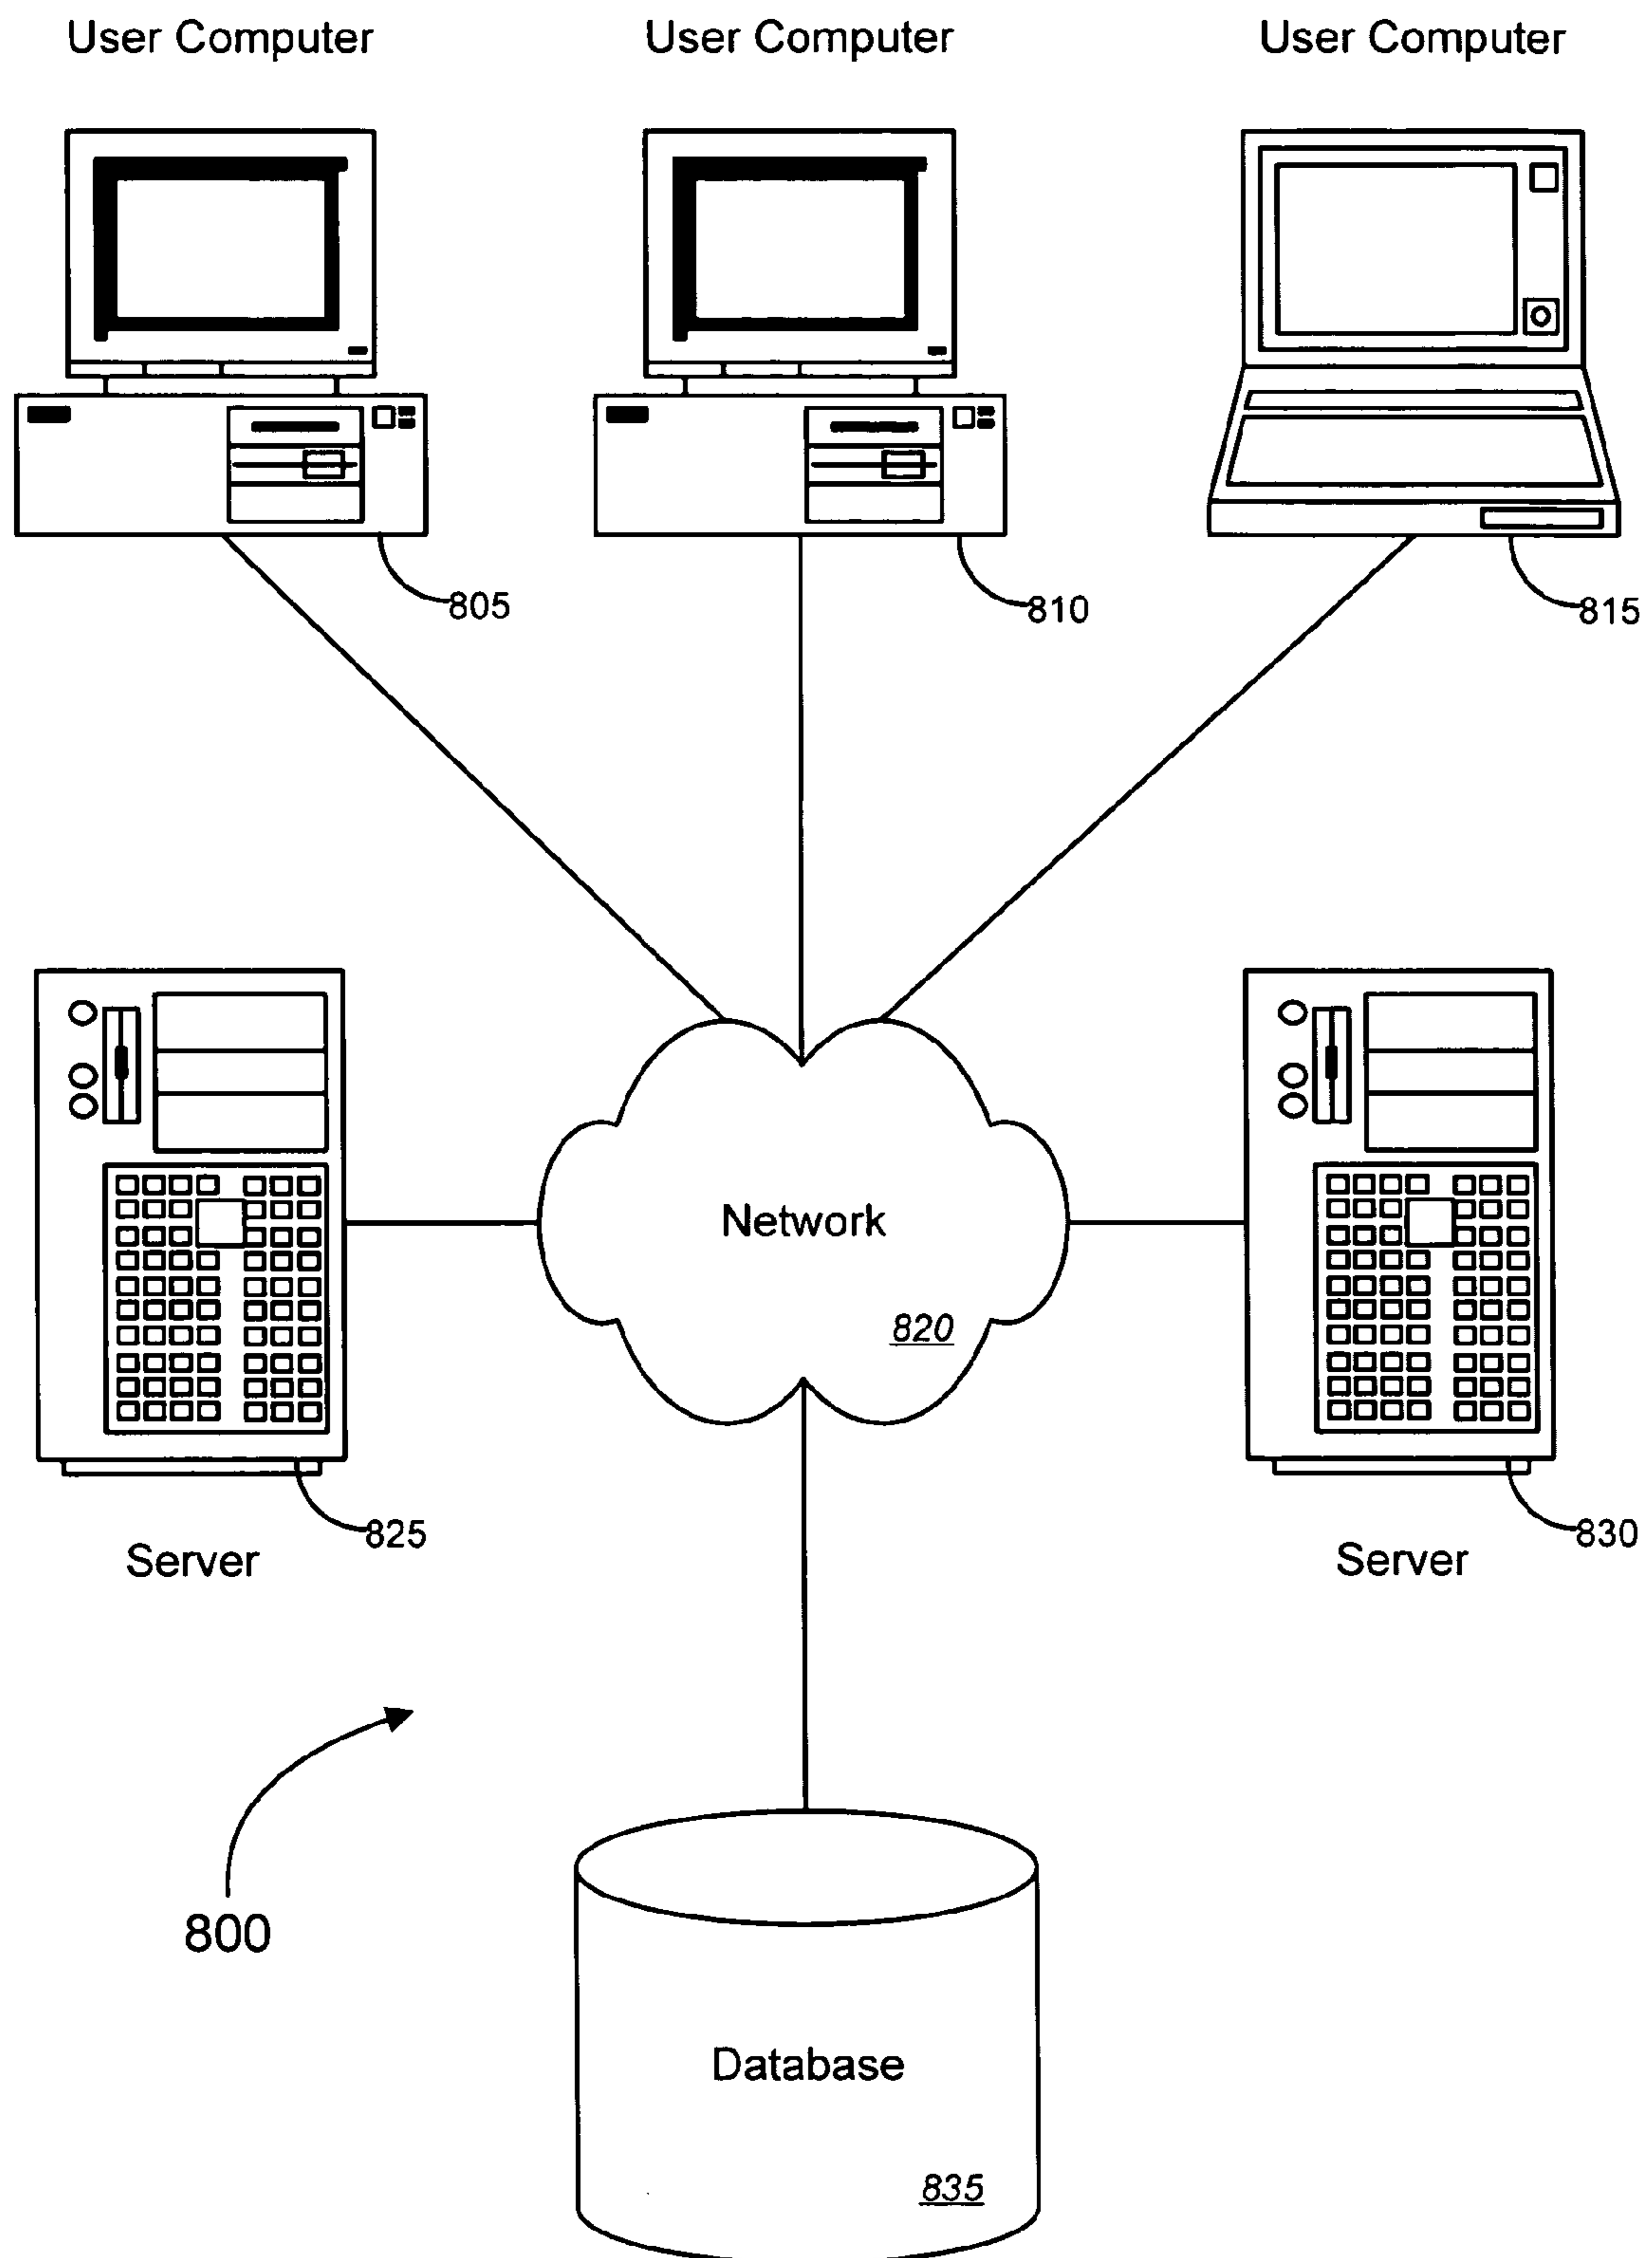 User Computer
User Computer
User Computer
805
810
815
Network
820
825
Server
830
Server
800
Database
835